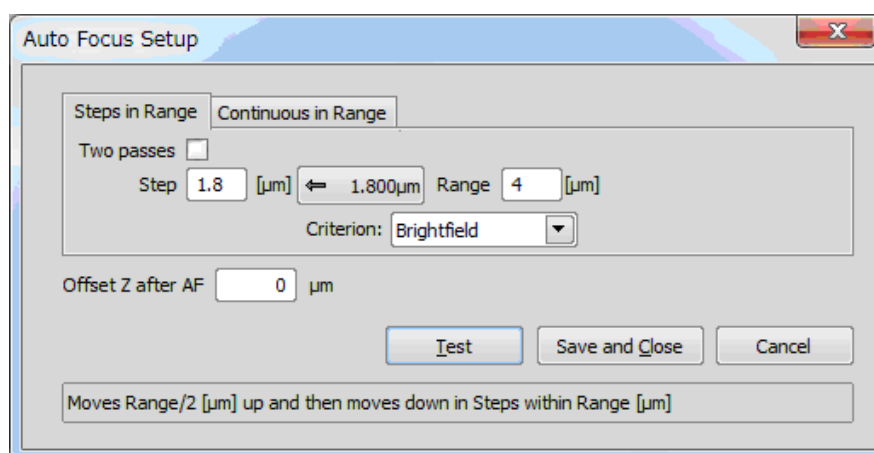 Auto Focus Setup
Steps in Range Continuous in Range
Two passes
Step 1.8 [µm] 1.800µm Range 4 [µm]
Criterion: Brightfield
Offset Z after AF 0 µm
Test Save and Close Cancel
Moves Range/2 [µm] up and then moves down in Steps within Range [µm]